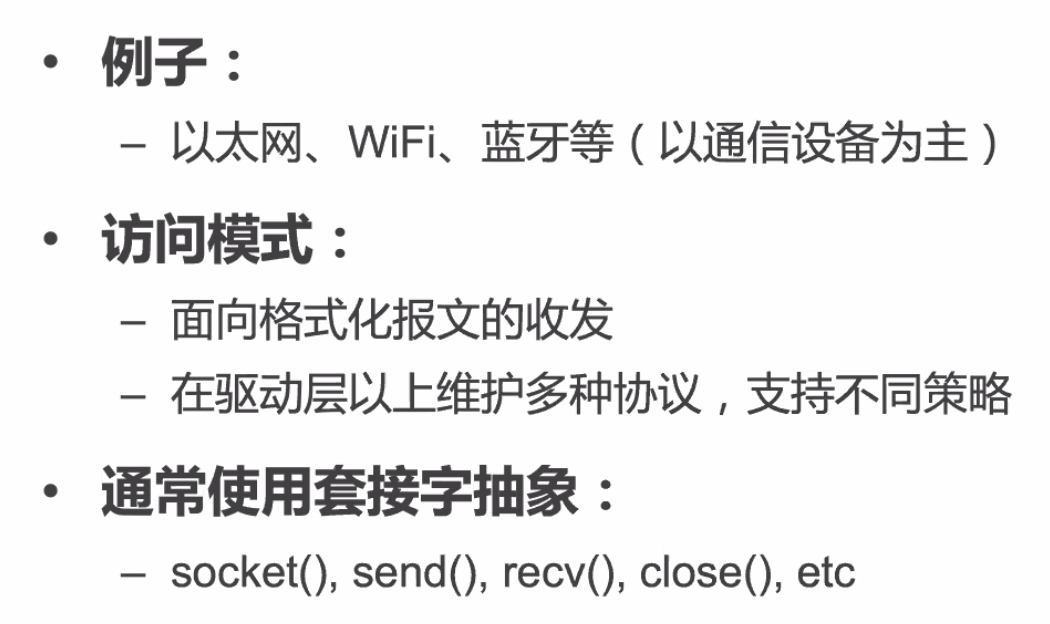 • 例子：
– 以太网、WiFi、蓝牙等（以通信设备为主）
• 访问模式：
– 面向格式化报文的收发
– 在驱动层以上维护多种协议，支持不同策略
• 通常使用套接字抽象：
– socket(), send(), recv(), close(), etc